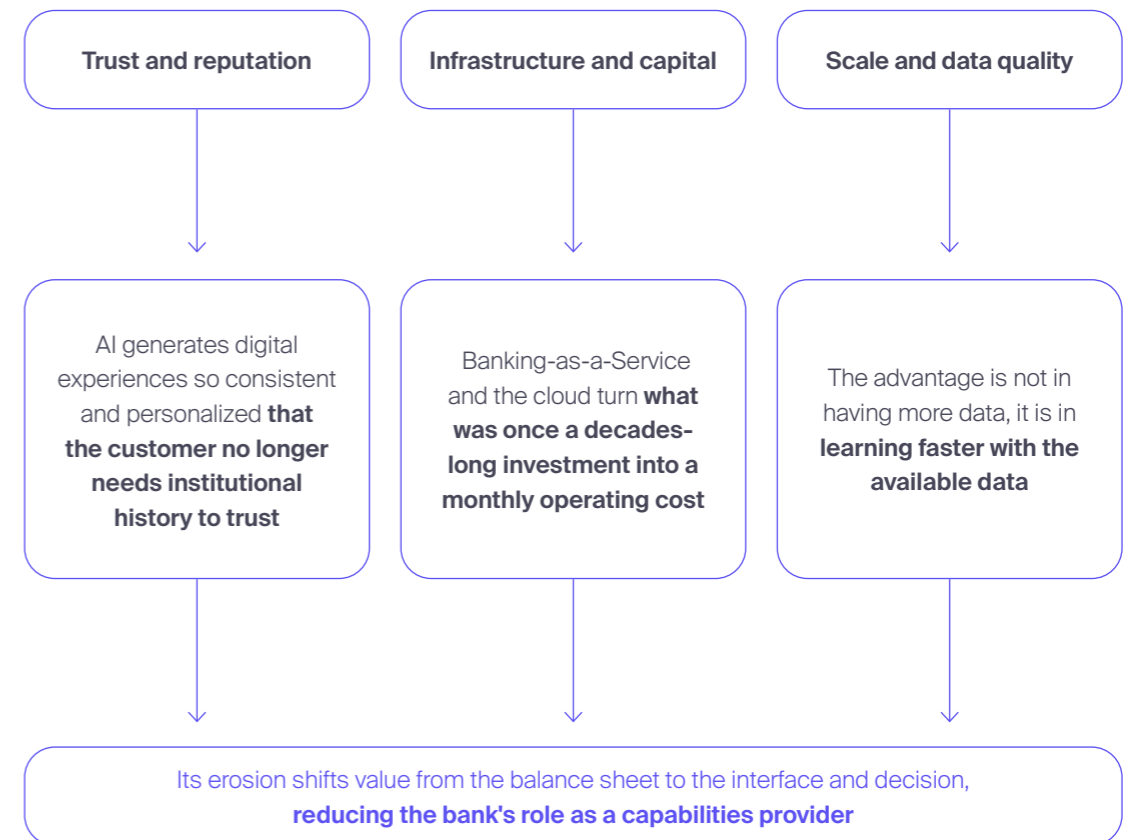 Trust and reputation
Infrastructure and capital
Scale and data quality
AI generates digital
experiences so consistent
and personalized that
the customer no longer
needs institutional
history to trust
Banking-as-a-Service
and the cloud turn what
was once a decades-
long investment into a
monthly operating cost
The advantage is not in
having more data, it is in
learning faster with the
available data
Its erosion shifts value from the balance sheet to the interface and decision,
reducing the bank's role as a capabilities provider